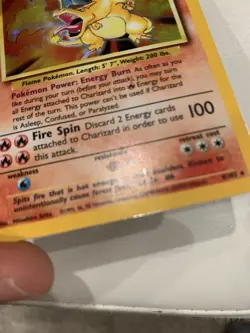 Flame Pokémon. Length: 5' 7", Weight: 200 lbs.
Pokémon Power: Energy Burn As often as you
like during your turn (before your attack), you may turn
all Energy attached to Charizard into Energy for the
rest of the turn. This power can't be used if Charizard
is Asleep, Confused, or Paralyzed.
Fire Spin Discard 2 Energy cards
attached to Charizard in order to use
this attack.
100
weakness
resistance
retreat cost
Spits fire that is hot enough
unintentionally cause forest